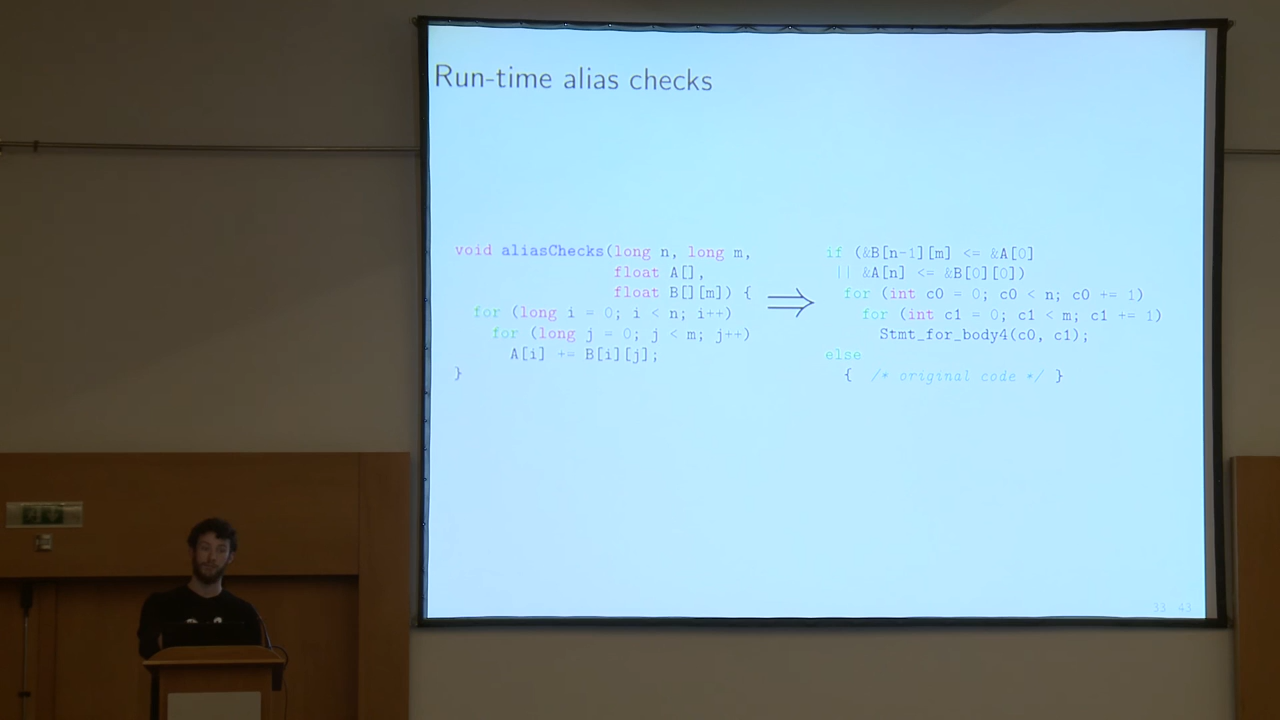 Run-time alias checks
void aliasChecks(long n, long m,
float A[],
float B[][m]) {
for (long i = 0; i < n; i++)
for (long j = 0; j < m; j++)
A[i] += B[i][j];
}
if (&B[n-1][m] <= &A[0]
|| &A[n] <= &B[0][0])
for (int c0 = 0; c0 < n; c0 += 1)
for (int c1 = 0; c1 < m; c1 += 1)
Stmt_for_body4(c0, c1);
else
{ /* original code */ }
33 43